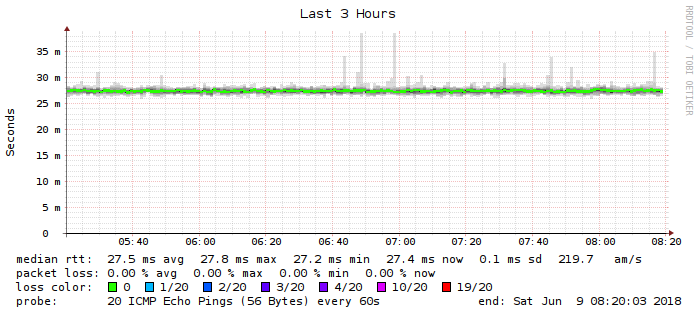 Last 3 Hours
RRDTOOL / TOBI OETIKER
Seconds
35 m
30 m
25 m
20 m
15 m
10 m
5 m
0
05:40 06:00 06:20 06:40 07:00 07:20 07:40 08:00 08:20
median rtt: 27.5 ms avg 27.8 ms max 27.2 ms min 27.4 ms now 0.1 ms sd 219.7 am/s
packet loss: 0.00 % avg 0.00 % max 0.00 % min 0.00 % now
loss color: 0 1/20 2/20 3/20 4/20 10/20 19/20
probe: 20 ICMP Echo Pings (56 Bytes) every 60s end: Sat Jun 9 08:20:03 2018